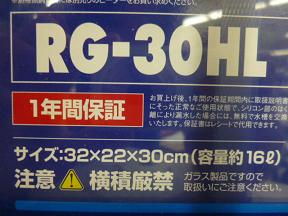 RG-30HL
1年間保証
お買上げ後、1年間の保証期間内に取扱説明書
にそった正常なご使用状態で、シリコン部のはく
離により漏水した場合には、無料で水槽を交換
いたします。保証書はレシートで代用できます。
サイズ:32×22×30cm(容量約16ℓ)
注意 横積厳禁
ガラス製品ですので
取扱いにご注意ください。